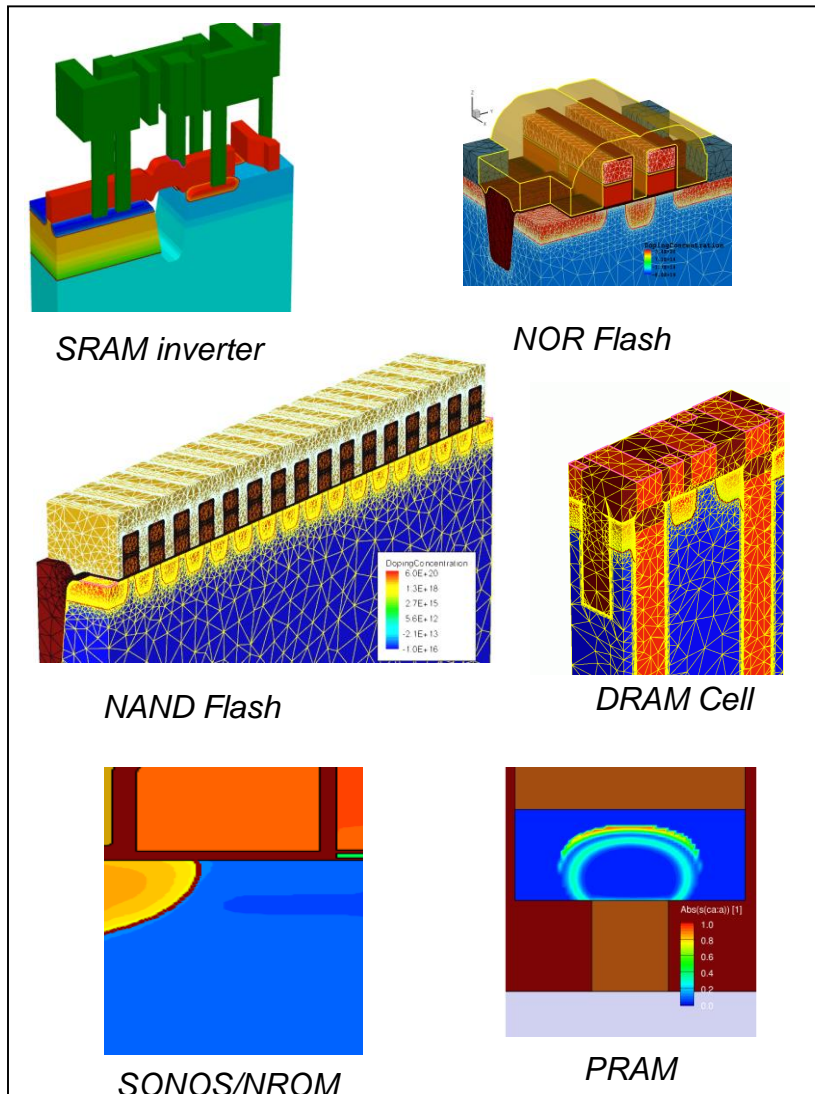 SRAM inverter
Z
Y
X
DopingConcentration
NOR Flash
DopingConcentration
6.0E+20
1.3E+18
2.7E+15
5.6E+12
-2.1E+13
-1.0E+16
NAND Flash
DRAM Cell
Abs(s(ca:a)) [1]
1.0
0.8
0.6
0.4
0.2
0.0
SONOS/NROM
PRAM